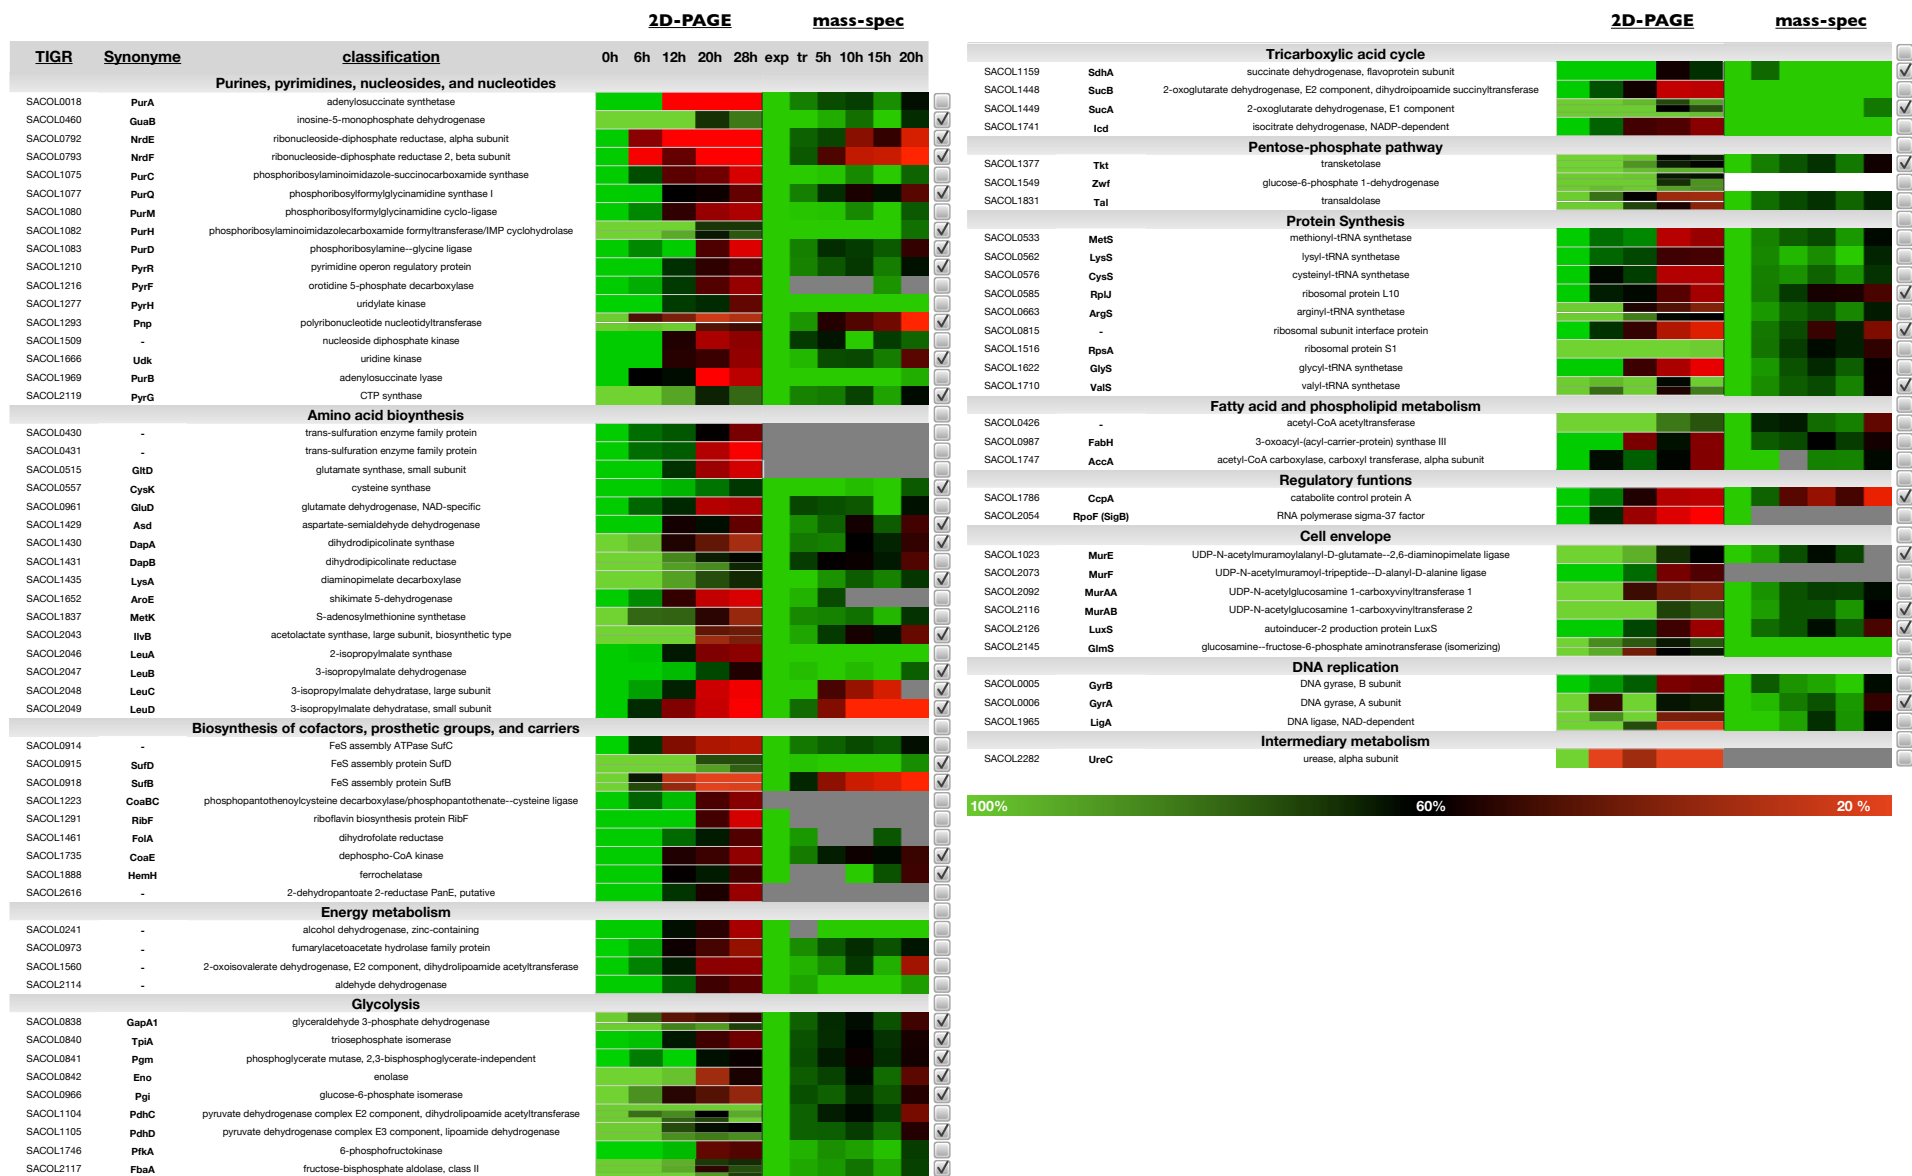 2D-PAGE mass-spec
TIGR Synonyme classification 0h 6h 12h 20h 28h exp tr 5h 10h 15h 20h
Purines, pyrimidines, nucleosides, and nucleotides
SACOL0018 PurA adenylosuccinate synthetase
SACOL0460 GuaB inosine-5-monophosphate dehydrogenase
SACOL0792 NrdE ribonucleoside-diphosphate reductase, alpha subunit
SACOL0793 NrdF ribonucleoside-diphosphate reductase 2, beta subunit
SACOL1075 PurC phosphoribosylaminoimidazole-succinocarboxamide synthase
SACOL1077 PurQ phosphoribosylformylglycinamidine synthase I
SACOL1080 PurM phosphoribosylformylglycinamidine cyclo-ligase
SACOL1082 PurH phosphoribosylaminoimidazolecarboxamide formyltransferase/IMP cyclohydrolase
SACOL1083 PurD phosphoribosylamine--glycine ligase
SACOL1210 PyrR pyrimidine operon regulatory protein
SACOL1216 PyrF orotidine 5-phosphate decarboxylase
SACOL1277 PyrH uridylate kinase
SACOL1293 Pnp polyribonucleotide nucleotidyltransferase
SACOL1509 - nucleoside diphosphate kinase
SACOL1666 Udk uridine kinase
SACOL1969 PurB adenylosuccinate lyase
SACOL2119 PyrG CTP synthase
Amino acid biosynthesis
SACOL0430 - trans-sulfuration enzyme family protein
SACOL0431 - trans-sulfuration enzyme family protein
SACOL0515 GltD glutamate synthase, small subunit
SACOL0557 CysK cysteine synthase
SACOL0961 GluD glutamate dehydrogenase, NAD-specific
SACOL1429 Asd aspartate-semialdehyde dehydrogenase
SACOL1430 DapA dihydrodipicolinate synthase
SACOL1431 DapB dihydrodipicolinate reductase
SACOL1435 LysA diaminopimelate decarboxylase
SACOL1652 AroE shikimate 5-dehydrogenase
SACOL1837 MetK S-adenosylmethionine synthetase
SACOL2043 IlvB acetolactate synthase, large subunit, biosynthetic type
SACOL2046 LeuA 2-isopropylmalate synthase
SACOL2047 LeuB 3-isopropylmalate dehydrogenase
SACOL2048 LeuC 3-isopropylmalate dehydratase, large subunit
SACOL2049 LeuD 3-isopropylmalate dehydratase, small subunit
Biosynthesis of cofactors, prosthetic groups, and carriers
SACOL0914 - FeS assembly ATPase SufC
SACOL0915 SufD FeS assembly protein SufD
SACOL0918 SufB FeS assembly protein SufB
SACOL1223 CoaBC phosphopantothenoylcysteine decarboxylase/phosphopantothenate--cysteine ligase
SACOL1291 RibF riboflavin biosynthesis protein RibF
SACOL1461 FolA dihydrofolate reductase
SACOL1735 CoaE dephospho-CoA kinase
SACOL1888 HemH ferrochelatase
SACOL2616 - 2-dehydropantoate 2-reductase PanE, putative
Energy metabolism
SACOL0241 - alcohol dehydrogenase, zinc-containing
SACOL0973 - fumarylacetoacetate hydrolase family protein
SACOL1560 - 2-oxoisovalerate dehydrogenase, E2 component, dihydrolipoamide acetyltransferase
SACOL2114 - aldehyde dehydrogenase
Glycolysis
SACOL0838 GapA1 glyceraldehyde 3-phosphate dehydrogenase
SACOL0840 TpiA triosephosphate isomerase
SACOL0841 Pgm phosphoglycerate mutase, 2,3-bisphosphoglycerate-independent
SACOL0842 Eno enolase
SACOL0966 Pgi glucose-6-phosphate isomerase
SACOL1104 PdhC pyruvate dehydrogenase complex E2 component, dihydrolipoamide acetyltransferase
SACOL1105 PdhD pyruvate dehydrogenase complex E3 component, lipoamide dehydrogenase
SACOL1746 PfkA 6-phosphofructokinase
SACOL2117 FbaA fructose-bisphosphate aldolase, class II
2D-PAGE mass-spec
Tricarboxylic acid cycle
SACOL1159 SdhA succinate dehydrogenase, flavoprotein subunit
SACOL1448 SucB 2-oxoglutarate dehydrogenase, E2 component, dihydroipoamide succinyltransferase
SACOL1449 SucA 2-oxoglutarate dehydrogenase, E1 component
SACOL1741 Icd isocitrate dehydrogenase, NADP-dependent
Pentose-phosphate pathway
SACOL1377 Tkt transketolase
SACOL1549 Zwf glucose-6-phosphate 1-dehydrogenase
SACOL1831 Tal transaldolase
Protein Synthesis
SACOL0533 MetS methionyl-tRNA synthetase
SACOL0562 LysS lysyl-tRNA synthetase
SACOL0576 CysS cysteinyl-tRNA synthetase
SACOL0585 RplJ ribosomal protein L10
SACOL0663 ArgS arginyl-tRNA synthetase
SACOL0815 - ribosomal subunit interface protein
SACOL1516 RpsA ribosomal protein S1
SACOL1622 GlyS glycyl-tRNA synthetase
SACOL1710 ValS valyl-tRNA synthetase
Fatty acid and phospholipid metabolism
SACOL0426 - acetyl-CoA acetyltransferase
SACOL0987 FabH 3-oxoacyl-(acyl-carrier-protein) synthase III
SACOL1747 AccA acetyl-CoA carboxylase, carboxyl transferase, alpha subunit
Regulatory funtions
SACOL1786 CcpA catabolite control protein A
SACOL2054 RpoF (SigB) RNA polymerase sigma-37 factor
Cell envelope
SACOL1023 MurE UDP-N-acetylmuramoylalanyl-D-glutamate--2,6-diaminopimelate ligase
SACOL2073 MurF UDP-N-acetylmuramoyl-tripeptide--D-alanyl-D-alanine ligase
SACOL2092 MurAA UDP-N-acetylglucosamine 1-carboxyvinyltransferase 1
SACOL2116 MurAB UDP-N-acetylglucosamine 1-carboxyvinyltransferase 2
SACOL2126 LuxS autoinducer-2 production protein LuxS
SACOL2145 GlmS glucosamine--fructose-6-phosphate aminotransferase (isomerizing)
DNA replication
SACOL0005 GyrB DNA gyrase, B subunit
SACOL0006 GyrA DNA gyrase, A subunit
SACOL1965 LigA DNA ligase, NAD-dependent
Intermediary metabolism
SACOL2282 UreC urease, alpha subunit
100% 60% 20 %